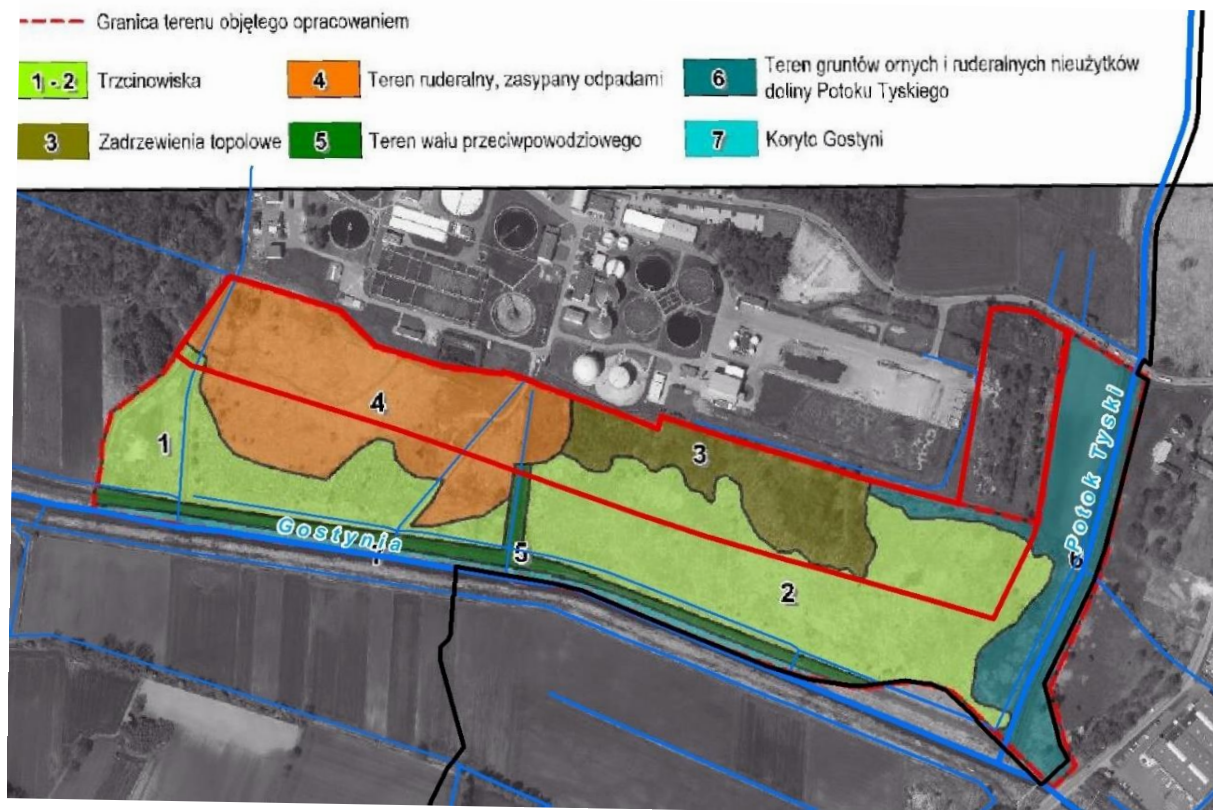 Granica terenu objętego opracowaniem
1 - 2 Trzcinowiska
4 Teren ruderalny, zasypany odpadami
6 Teren gruntów ornych i ruderalnych nieużytków
doliny Potoku Tyskiego
3 Zadrzewienia topolowe
5 Teren wału przeciwpowodziowego
7 Koryto Gostyni
4
1
3
Potok Tyski
Gostynia
5
6
2